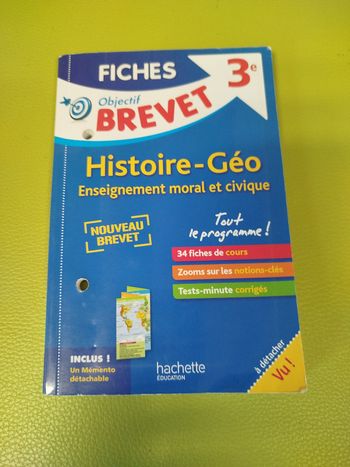 FICHES
3e
Objectif
BREVET
Histoire-Géo
Enseignement moral et civique
NOUVEAU
BREVET
Tout
le programme !
34 fiches de cours
Zooms sur les notions-clés
Tests-minute corrigés
INCLUS !
Un Mémento
détachable
hachette
ÉDUCATION
à détacher
Vu !